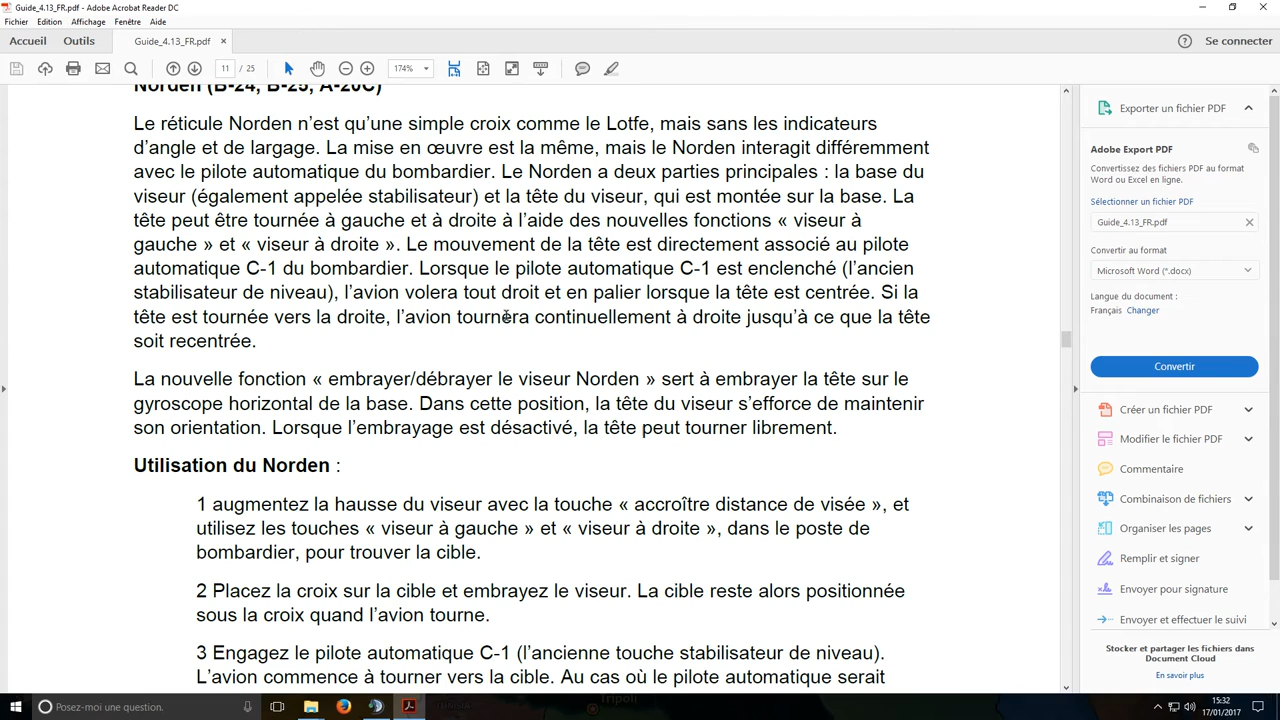 Guide_4.13_FR.pdf - Adobe Acrobat Reader DC
Fichier Edition Affichage Fenêtre Aide
Accueil Outils Guide_4.13_FR.pdf × Se connecter
11 / 25 174%
Norden (B-24, B-25, A-20C)
Le réticule Norden n’est qu’une simple croix comme le Lotfe, mais sans les indicateurs
d’angle et de largage. La mise en œuvre est la même, mais le Norden interagit différemment
avec le pilote automatique du bombardier. Le Norden a deux parties principales : la base du
viseur (également appelée stabilisateur) et la tête du viseur, qui est montée sur la base. La
tête peut être tournée à gauche et à droite à l’aide des nouvelles fonctions « viseur à
gauche » et « viseur à droite ». Le mouvement de la tête est directement associé au pilote
automatique C-1 du bombardier. Lorsque le pilote automatique C-1 est enclenché (l’ancien
stabilisateur de niveau), l’avion volera tout droit et en palier lorsque la tête est centrée. Si la
tête est tournée vers la droite, l’avion tournera continuellement à droite jusqu’à ce que la tête
soit recentrée.
La nouvelle fonction « embrayer/débrayer le viseur Norden » sert à embrayer la tête sur le
gyroscope horizontal de la base. Dans cette position, la tête du viseur s’efforce de maintenir
son orientation. Lorsque l’embrayage est désactivé, la tête peut tourner librement.
Utilisation du Norden :
1 augmentez la hausse du viseur avec la touche « accroître distance de visée », et
utilisez les touches « viseur à gauche » et « viseur à droite », dans le poste de
bombardier, pour trouver la cible.
2 Placez la croix sur la cible et embrayez le viseur. La cible reste alors positionnée
sous la croix quand l’avion tourne.
3 Engagez le pilote automatique C-1 (l’ancienne touche stabilisateur de niveau).
L’avion commence à tourner vers la cible. Au cas où le pilote automatique serait
Exporter un fichier PDF
Adobe Export PDF
Convertissez des fichiers PDF au format
Word ou Excel en ligne.
Sélectionner un fichier PDF
Guide_4.13_FR.pdf
Convertir au format
Microsoft Word (*.docx)
Langue du document :
Français Changer
Convertir
Créer un fichier PDF
Modifier le fichier PDF
Commentaire
Combinaison de fichiers
Organiser les pages
Remplir et signer
Envoyer pour signature
Envoyer et effectuer le suivi
Stocker et partager les fichiers dans
Document Cloud
En savoir plus
Posez-moi une question.
Tripoli
15:32
17/01/2017